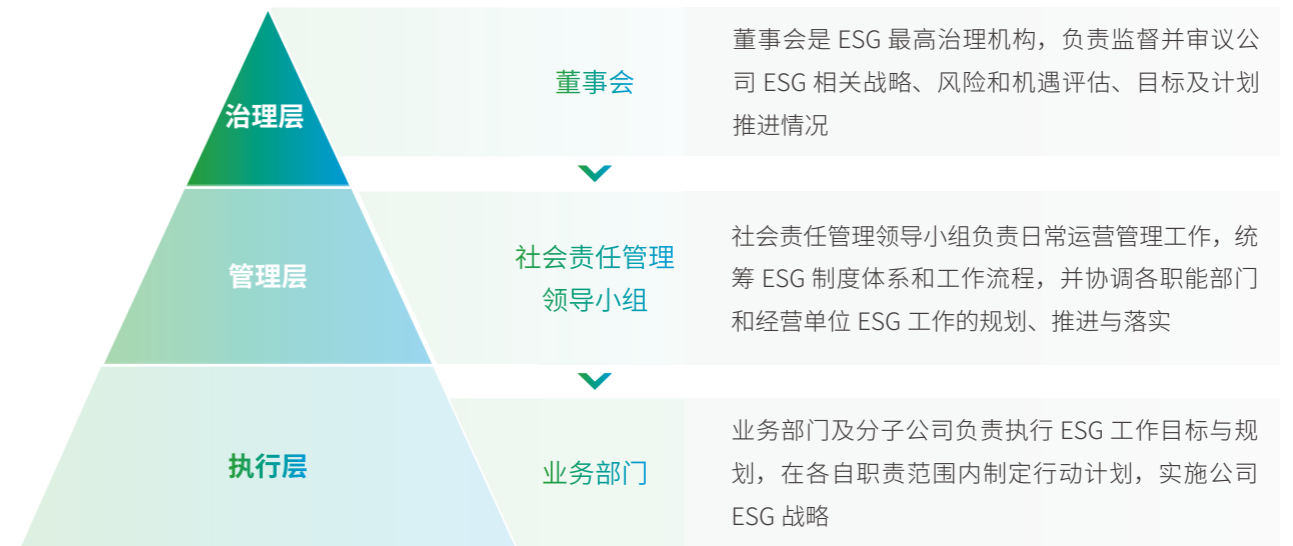 治理层
董事会
董事会是 ESG 最高治理机构，负责监督并审议公
司 ESG 相关战略、风险和机遇评估、目标及计划
推进情况
管理层
社会责任管理
领导小组
社会责任管理领导小组负责日常运营管理工作，统
筹 ESG 制度体系和工作流程，并协调各职能部门
和经营单位 ESG 工作的规划、推进与落实
执行层
业务部门
业务部门及分子公司负责执行 ESG 工作目标与规
划，在各自职责范围内制定行动计划，实施公司
ESG 战略